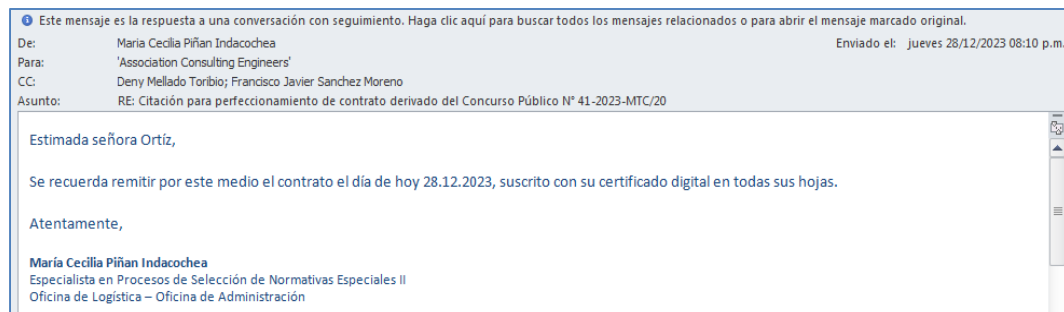 Este mensaje es la respuesta a una conversación con seguimiento. Haga clic aquí para buscar todos los mensajes relacionados o para abrir el mensaje marcado original.
De: Maria Cecilia Piñan Indacochea Enviado el: jueves 28/12/2023 08:10 p.m.
Para: 'Association Consulting Engineers'
CC: Deny Mellado Toribio; Francisco Javier Sanchez Moreno
Asunto: RE: Citación para perfeccionamiento de contrato derivado del Concurso Público N° 41-2023-MTC/20
Estimada señora Ortíz,
Se recuerda remitir por este medio el contrato el día de hoy 28.12.2023, suscrito con su certificado digital en todas sus hojas.
Atentamente,
María Cecilia Piñan Indacochea
Especialista en Procesos de Selección de Normativas Especiales II
Oficina de Logística – Oficina de Administración